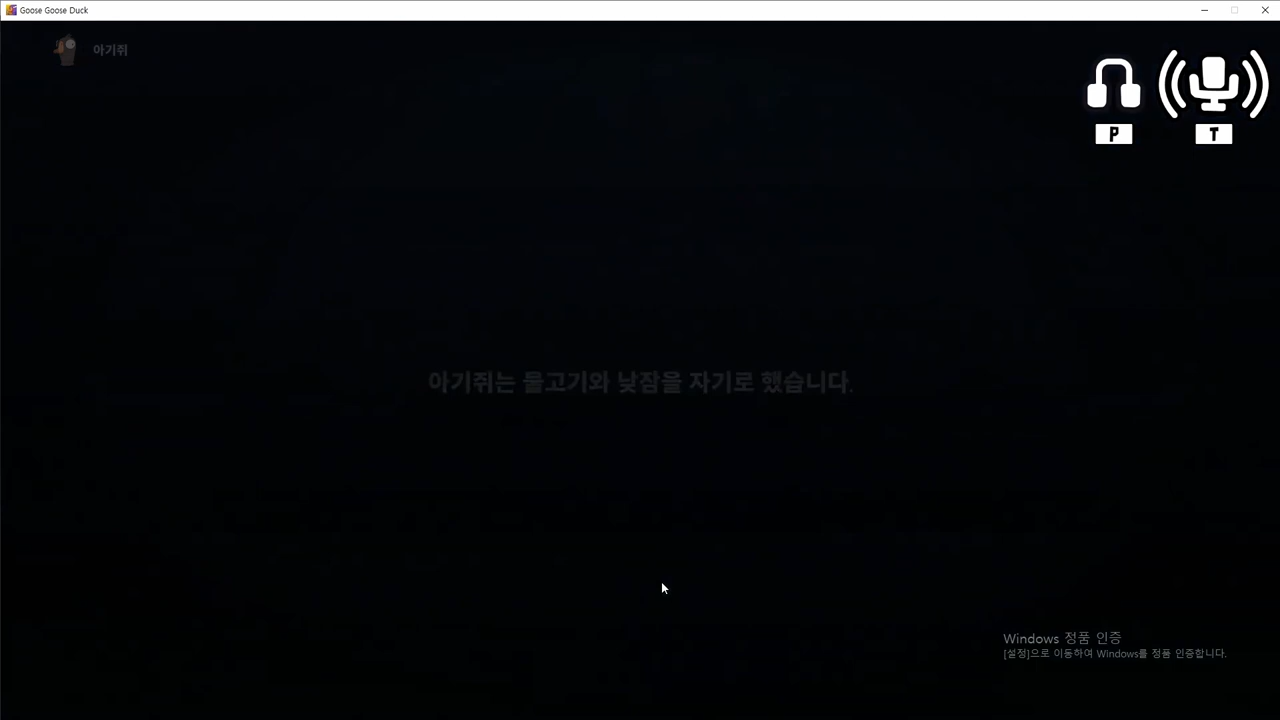 Goose Goose Duck
아기쥐
P
T
아기쥐는 물고기와 낮잠을 자기로 했습니다.
Windows 정품 인증
[설정]으로 이동하여 Windows를 정품 인증합니다.